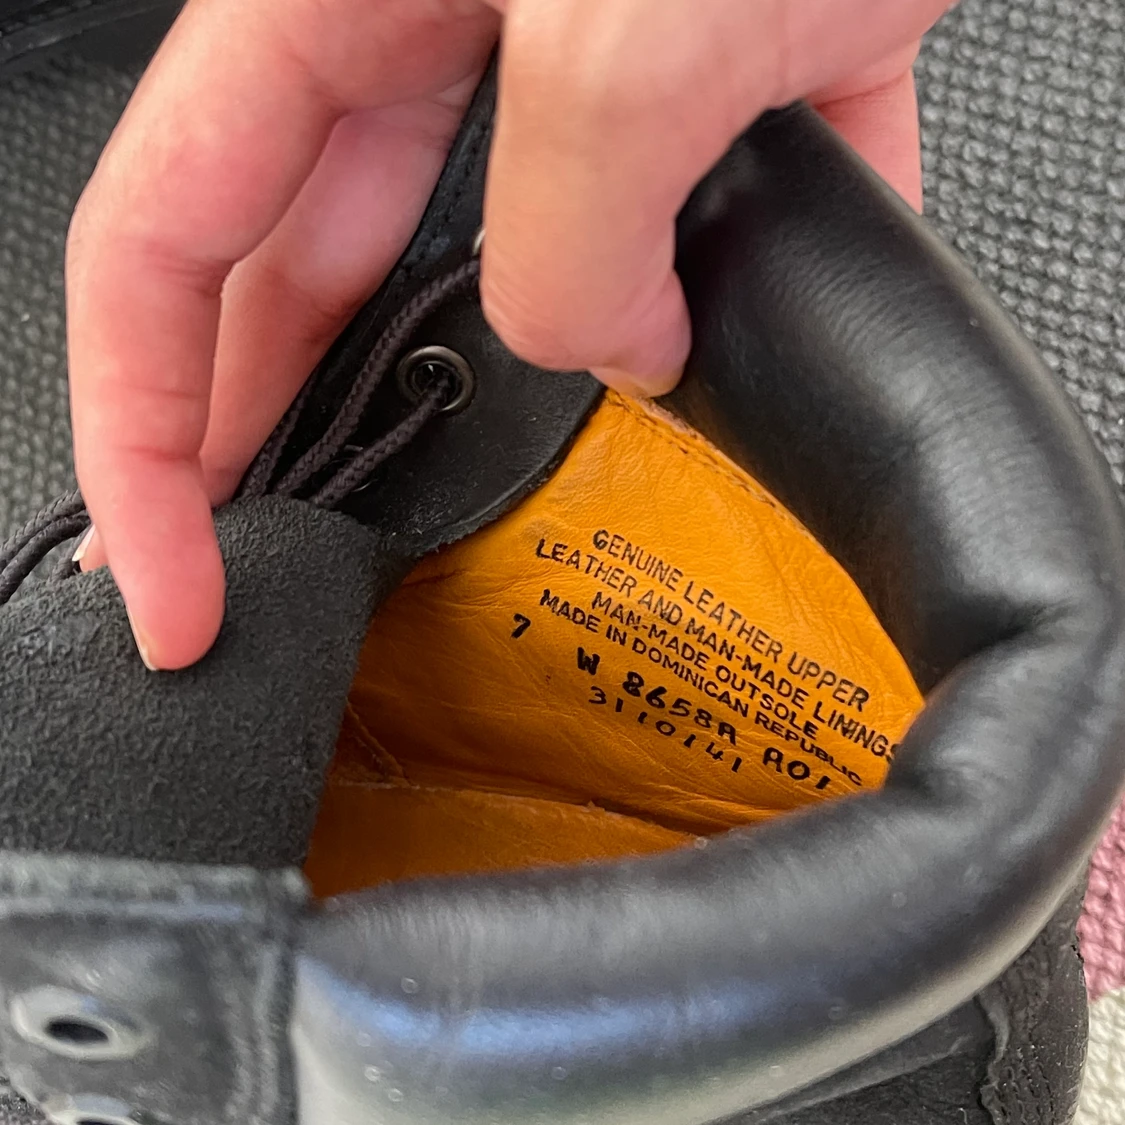 GENUINE LEATHER UPPER
LEATHER AND MAN-MADE LININGS
MAN-MADE OUTSOLE
MADE IN DOMINICAN REPUBLIC
7 W 8658A A01
3110141